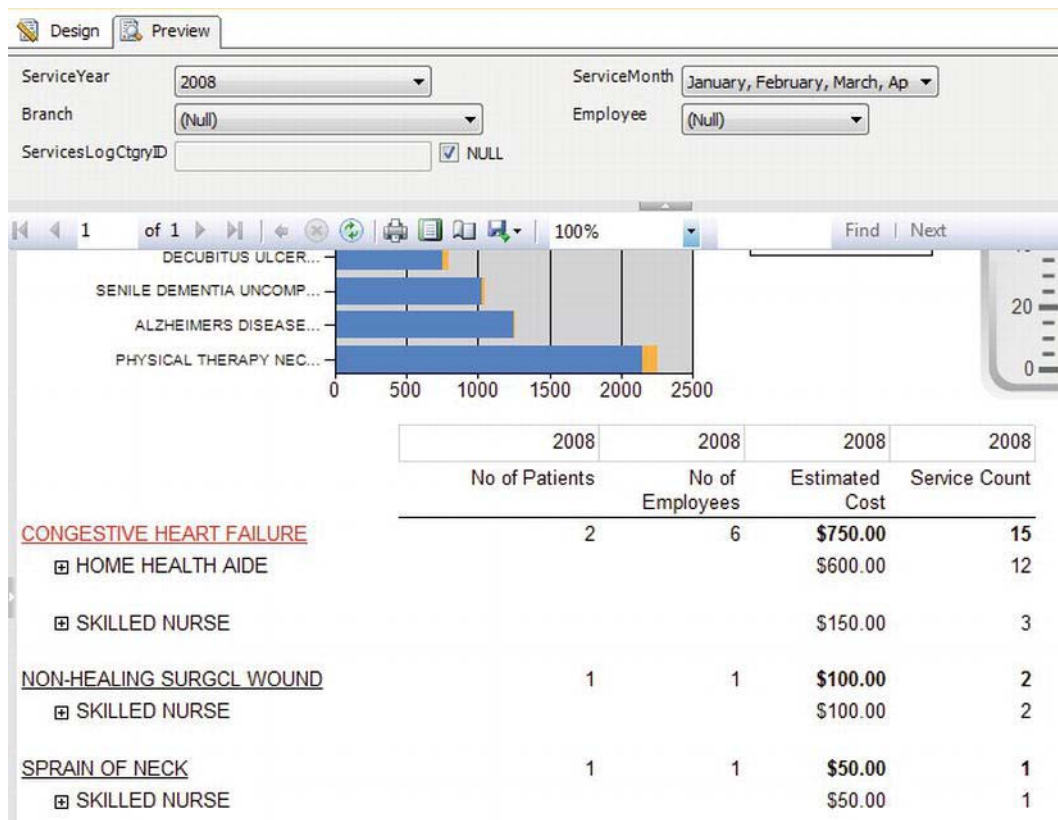 Design Preview
ServiceYear 2008 ServiceMonth January, February, March, Ap
Branch (Null) Employee (Null)
ServicesLogCtgryID NULL
1 of 1 100% Find | Next
DECUBITUS ULCER...
SENILE DEMENTIA UNCOMP...
ALZHEIMERS DISEASE...
PHYSICAL THERAPY NEC...
0 500 1000 1500 2000 2500
20
0
2008 2008 2008 2008
No of Patients No of Employees Estimated Cost Service Count
CONGESTIVE HEART FAILURE 2 6 $750.00 15
HOME HEALTH AIDE $600.00 12
SKILLED NURSE $150.00 3
NON-HEALING SURGCL WOUND 1 1 $100.00 2
SKILLED NURSE $100.00 2
SPRAIN OF NECK 1 1 $50.00 1
SKILLED NURSE $50.00 1